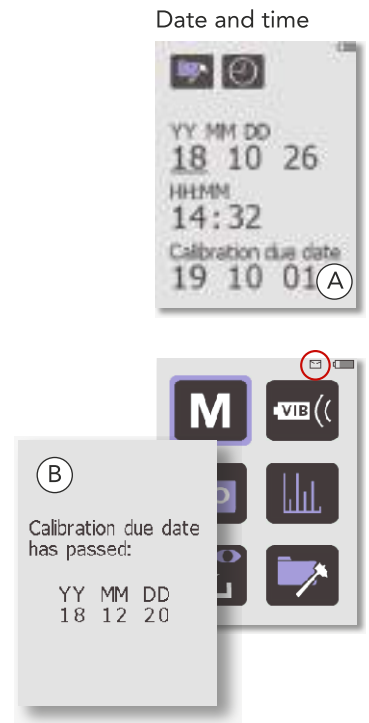 Date and time
YY MM DD
18 10 26
HH:MM
14:32
Calibration due date
19 10 01
A
M
VIB
B
Calibration due date
has passed:
YY MM DD
18 12 20